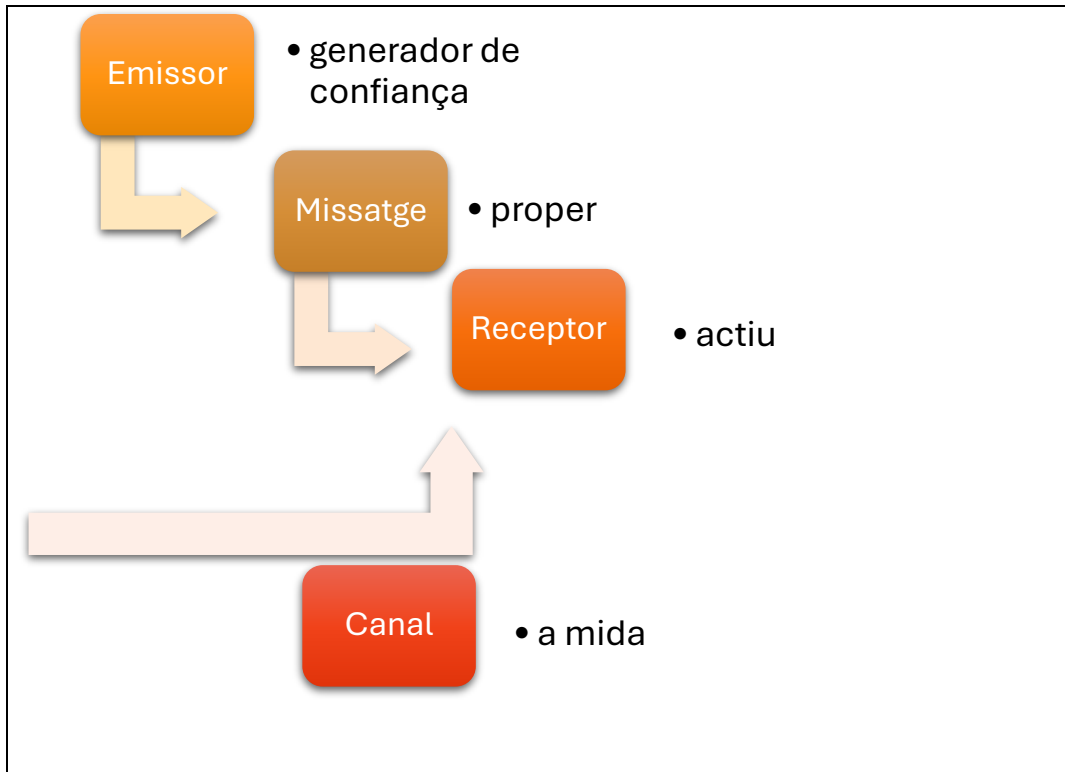 Emissor
• generador de
confiança
Missatge
• proper
Receptor
• actiu
Canal
• a mida